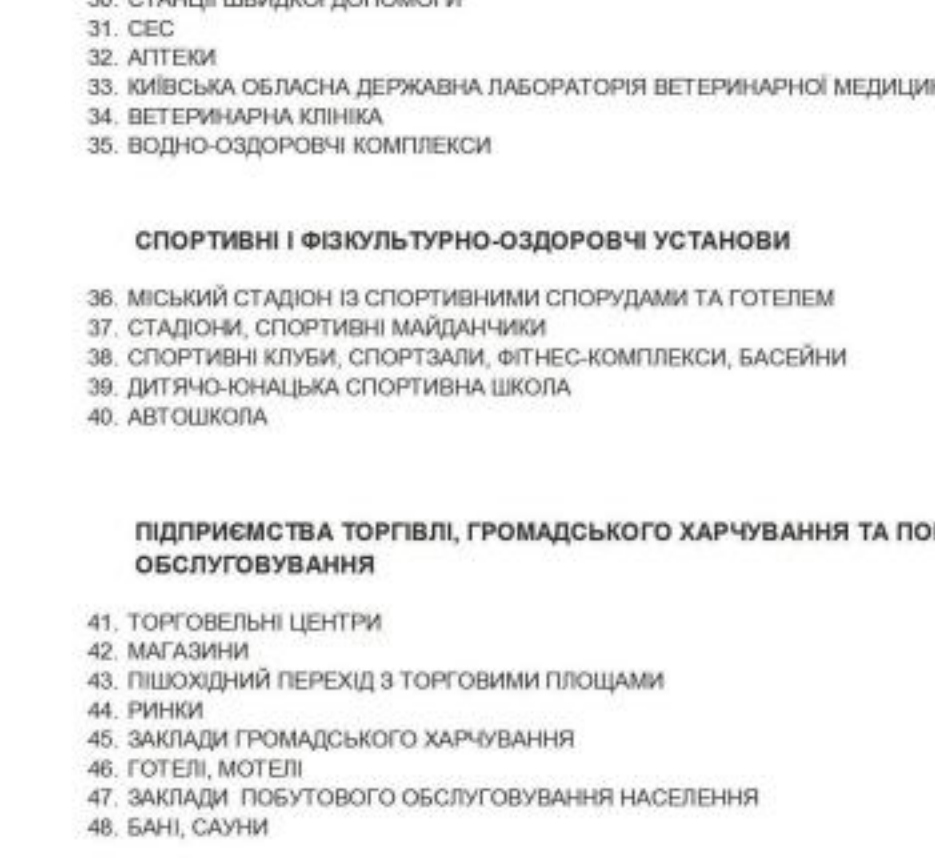 30. СТАНЦІЇ ШВИДКОЇ ДОПОМОГИ
31. СЕС
32. АПТЕКИ
33. КИЇВСЬКА ОБЛАСНА ДЕРЖАВНА ЛАБОРАТОРІЯ ВЕТЕРИНАРНОЇ
34. ВЕТЕРИНАРНА КЛІНІКА
35. ВОДНО-ОЗДОРОВЧІ КОМПЛЕКСИ
СПОРТИВНІ І ФІЗКУЛЬТУРНО-ОЗДОРОВЧІ УСТАНОВИ
36. МІСЬКИЙ СТАДІОН ІЗ СПОРТИВНИМИ СПОРУДАМИ ТА ГОТЕЛЕМ
37. СТАДІОНИ, СПОРТИВНІ МАЙДАНЧИКИ
38. СПОРТИВНІ КЛУБИ, СПОРТЗАЛИ, ФІТНЕС-КОМПЛЕКСИ, БАСЕЙНИ
39. ДИТЯЧО-ЮНАЦЬКА СПОРТИВНА ШКОЛА
40. АВТОШКОЛА
ПІДПРИЄМСТВА ТОРГІВЛІ, ГРОМАДСЬКОГО ХАРЧУВАННЯ ТА
ОБСЛУГОВУВАННЯ
41. ТОРГОВЕЛЬНІ ЦЕНТРИ
42. МАГАЗИНИ
43. ПІШОХІДНИЙ ПЕРЕХІД З ТОРГОВИМИ ПЛОЩАМИ
44. РИНКИ
45. ЗАКЛАДИ ГРОМАДСЬКОГО ХАРЧУВАННЯ
46. ГОТЕЛІ, МОТЕЛІ
47. ЗАКЛАДИ ПОБУТОВОГО ОБСЛУГОВУВАННЯ НАСЕЛЕННЯ
48. БАНІ, САУНИ